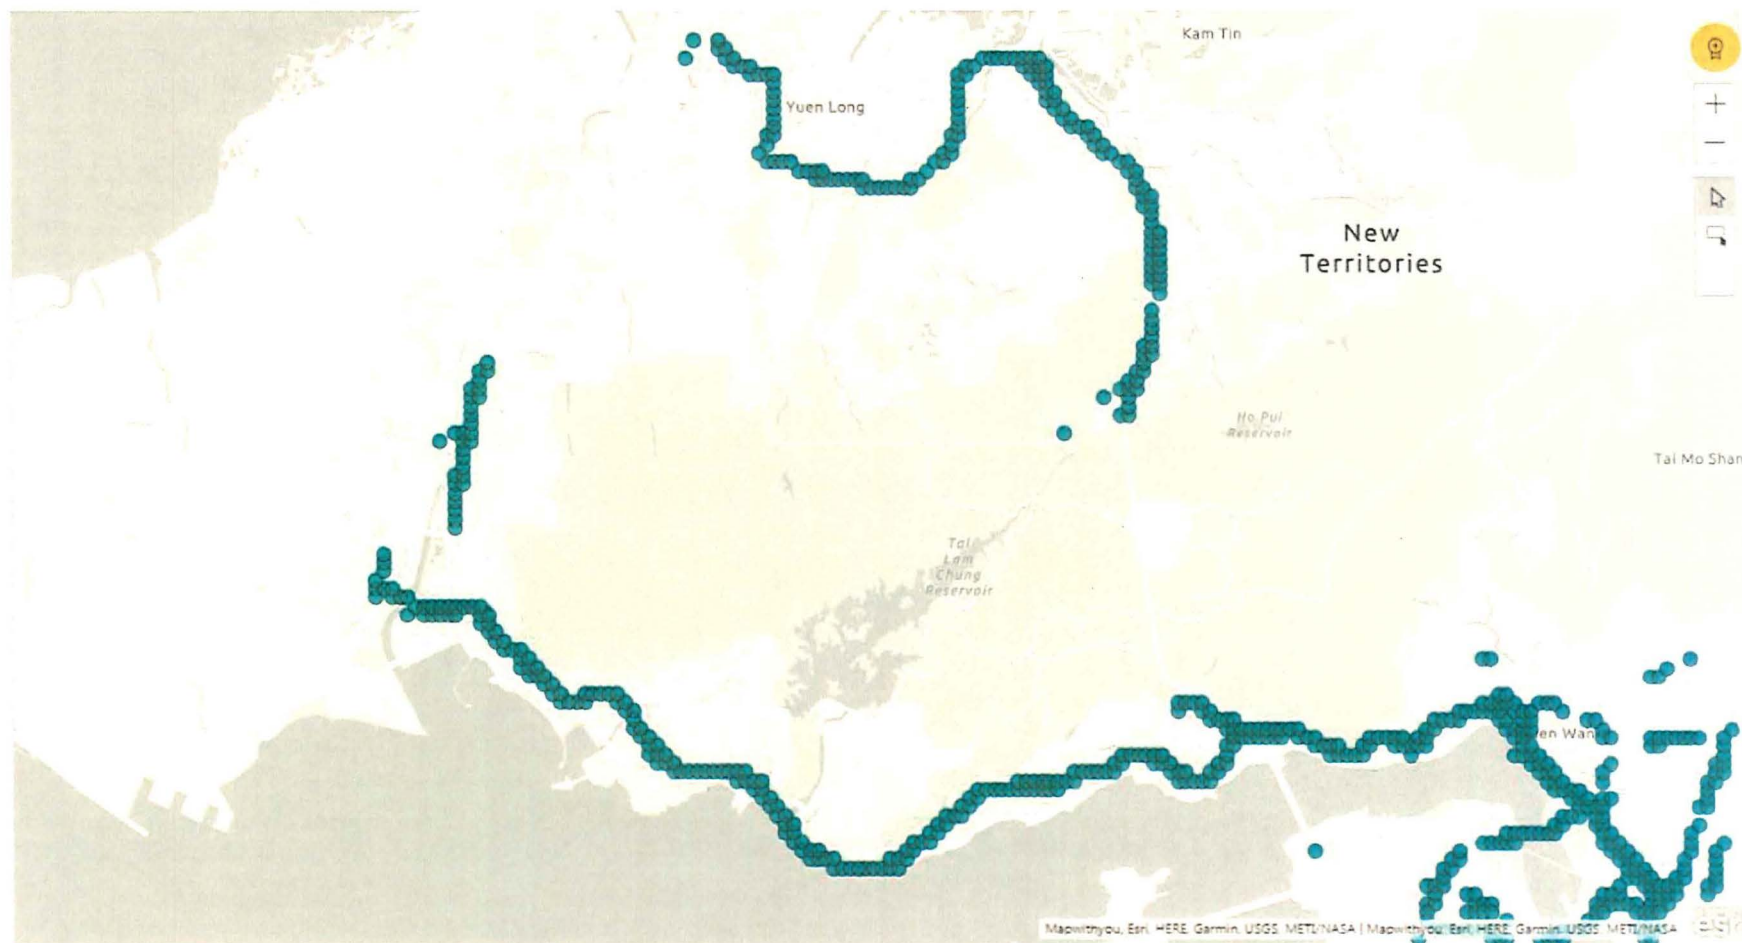 Kam Tin
Yuen Long
New
Territories
Ho Pui
Reservoir
Tai Mo Shan
Tai
Lam
Chung
Reservoir
en Wan
Mapwithyou, Esri, HERE, Garmin, USGS, METI/NASA | Mapwithyou, Esri, HERE, Garmin, USGS, METI/NASA